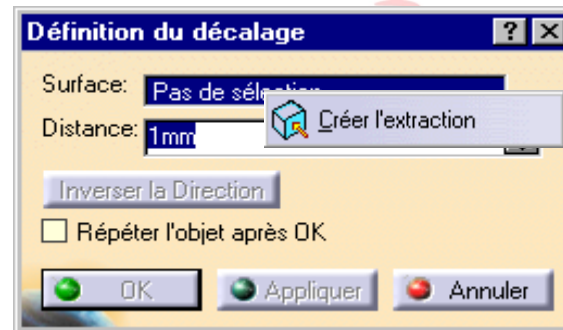 Définition du décalage
Surface: Pas de sélection
Créer l'extraction
Distance: 1mm
Inverser la Direction
Répéter l'objet après OK
OK Appliquer Annuler